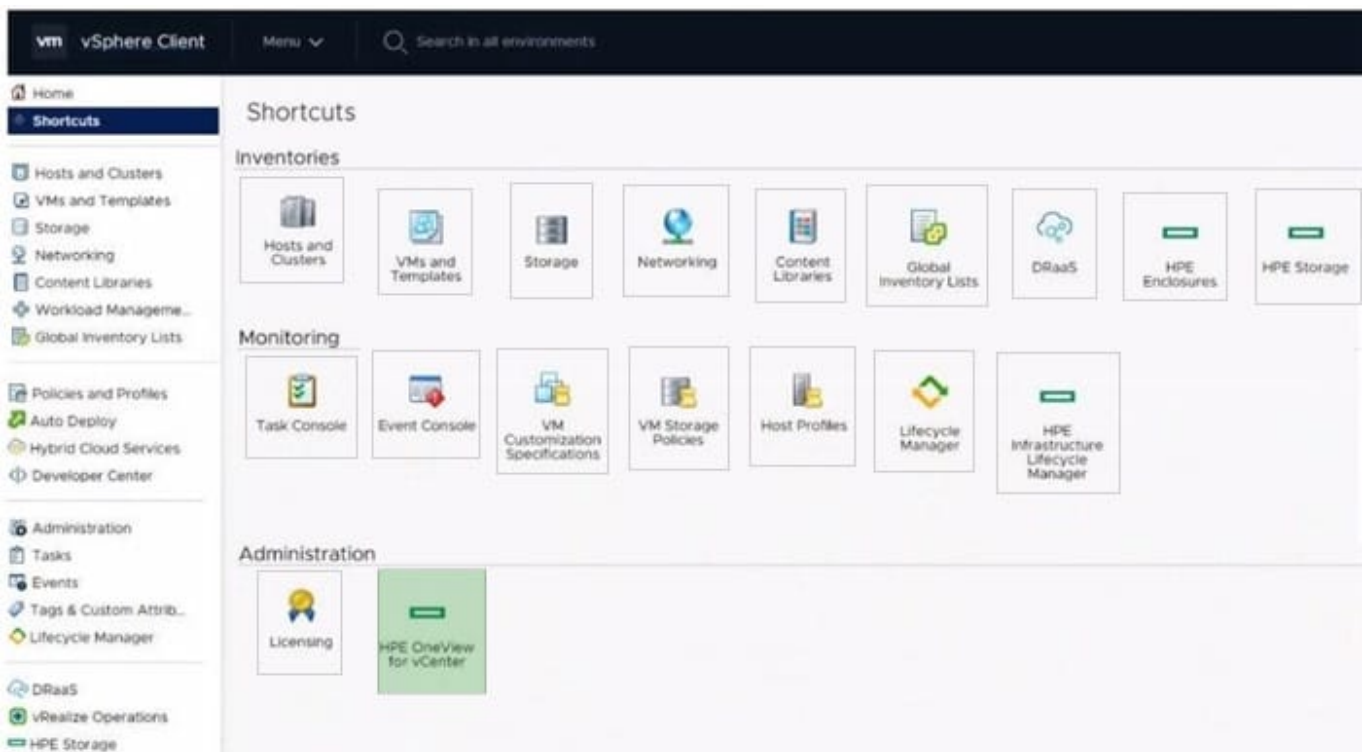 vm vSphere Client Menu Search in all environments
Home
Shortcuts
Hosts and Clusters
VMs and Templates
Storage
Networking
Content Libraries
Workload Manageme...
Global Inventory Lists
Policies and Profiles
Auto Deploy
Hybrid Cloud Services
Developer Center
Administration
Tasks
Events
Tags & Custom Attrib...
Lifecycle Manager
DRaaS
vRealize Operations
HPE Storage
Shortcuts
Inventories
Hosts and
Clusters
VMs and
Templates
Storage
Networking
Content
Libraries
Global
Inventory Lists
DRaaS
HPE
Enclosures
HPE Storage
Monitoring
Task Console
Event Console
VM
Customization
Specifications
VM Storage
Policies
Host Profiles
Lifecycle
Manager
HPE
Infrastructure
Lifecycle
Manager
Administration
Licensing
HPE OneView
for vCenter